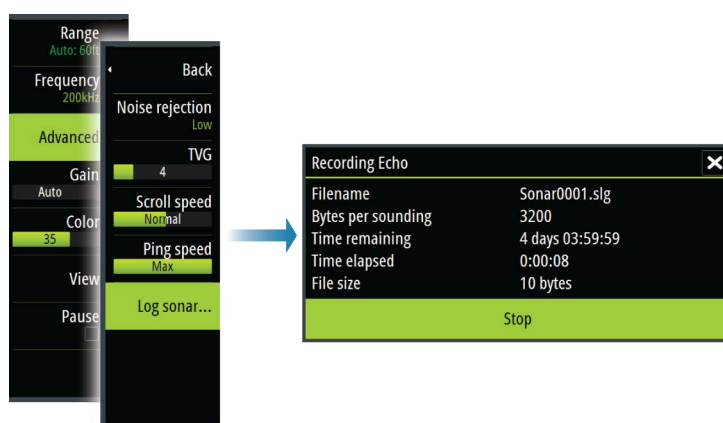 Range
Auto: 60ft
Frequency
200kHz
Advanced
Gain
Auto
Color
35
View
Pause
Back
Noise rejection
Low
TVG
4
Scroll speed
Normal
Ping speed
Max
Log sonar...
Recording Echo
Filename Sonar0001.slg
Bytes per sounding 3200
Time remaining 4 days 03:59:59
Time elapsed 0:00:08
File size 10 bytes
Stop